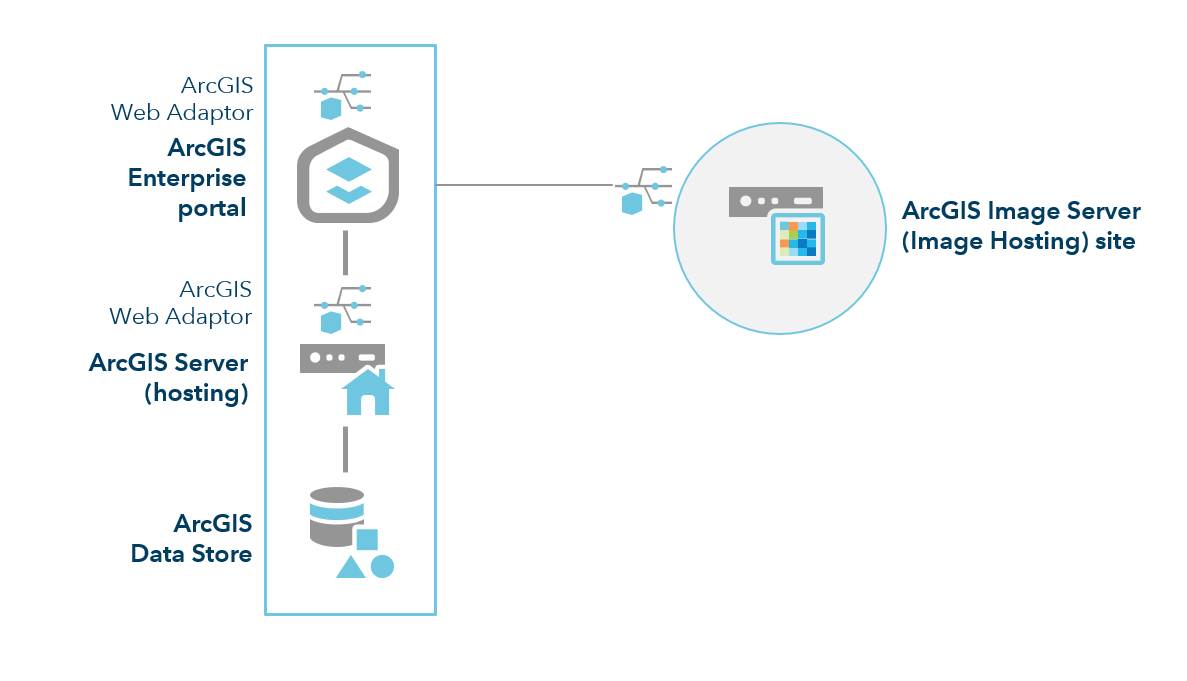 ArcGIS
Web Adaptor
ArcGIS
Enterprise
portal
ArcGIS
Web Adaptor
ArcGIS Server
(hosting)
ArcGIS
Data Store
ArcGIS Image Server
(Image Hosting) site